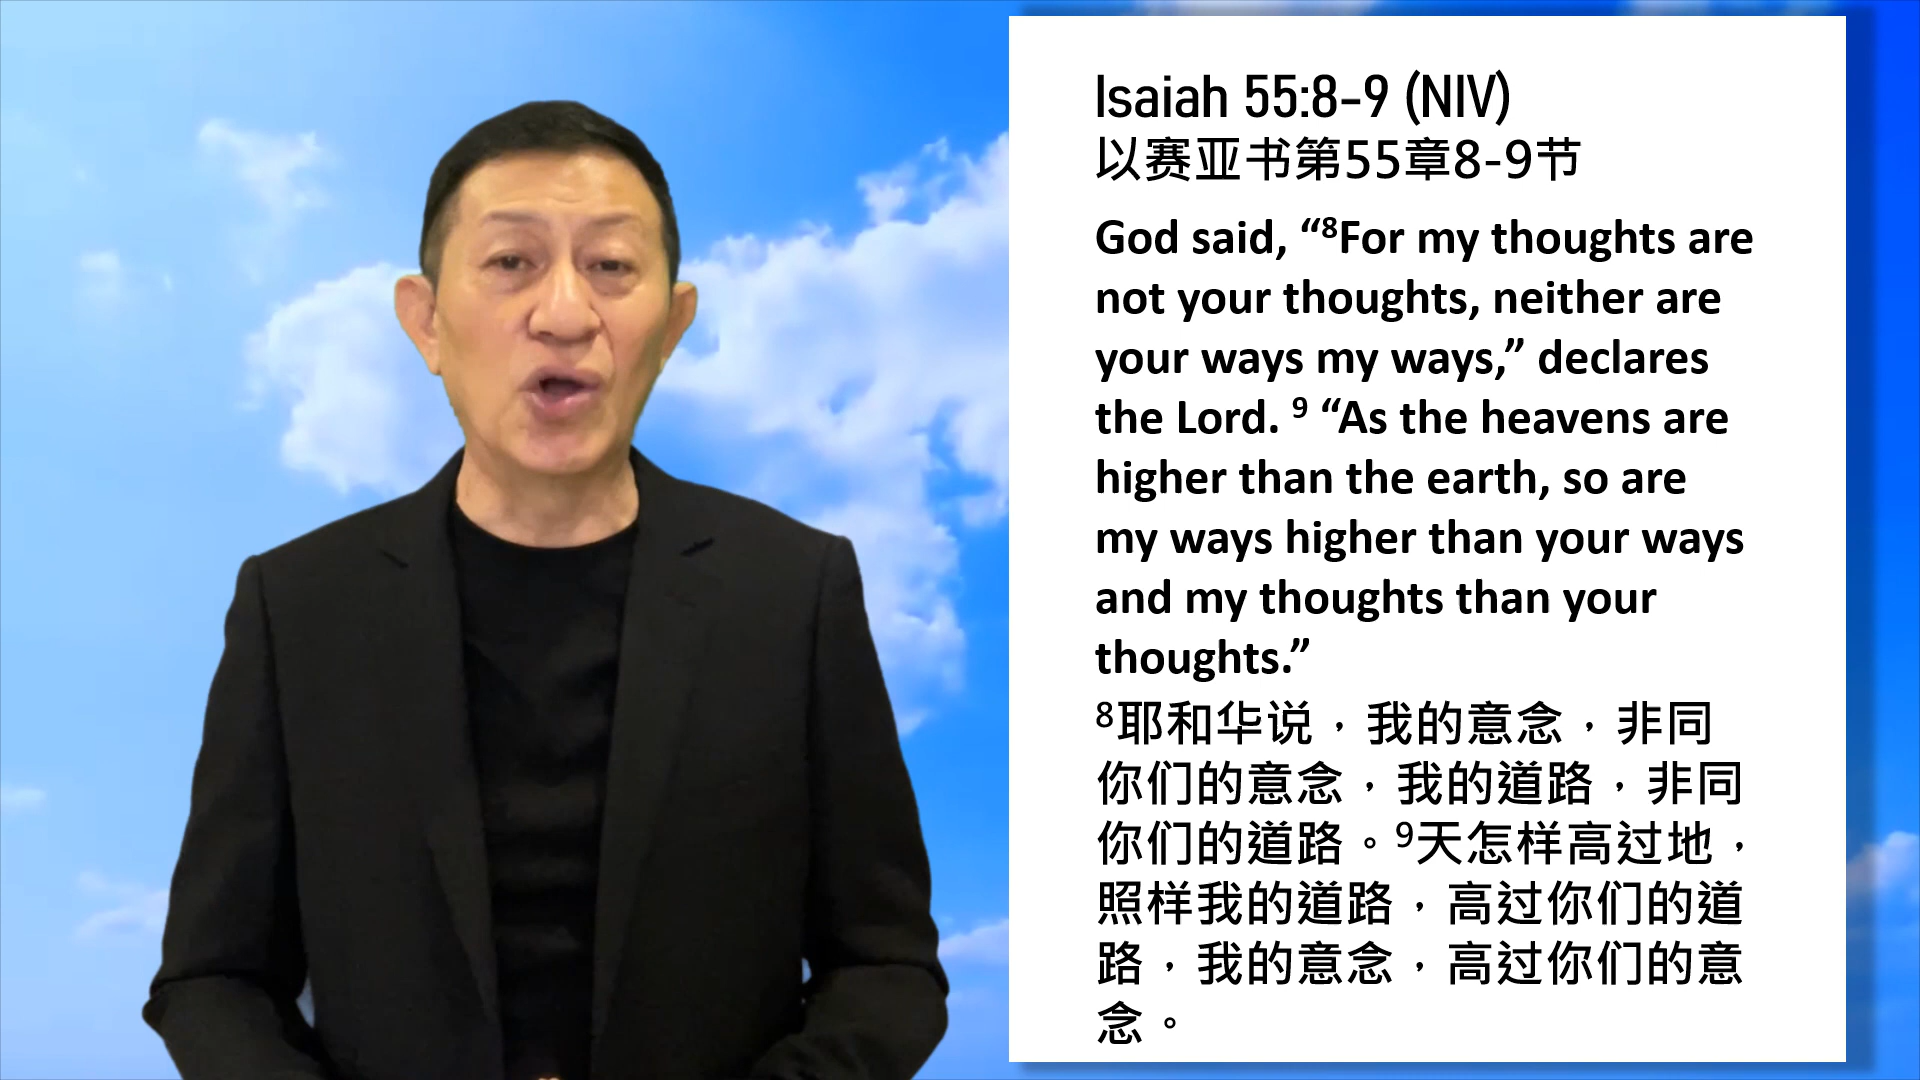 Isaiah 55:8-9 (NIV)
以赛亚书第55章8-9节
God said, “⁸For my thoughts are
not your thoughts, neither are
your ways my ways,” declares
the Lord. ⁹ “As the heavens are
higher than the earth, so are
my ways higher than your ways
and my thoughts than your
thoughts.”
⁸耶和华说，我的意念，非同
你们的意念，我的道路，非同
你们的道路。⁹天怎样高过地，
照样我的道路，高过你们的道
路，我的意念，高过你们的意
念。